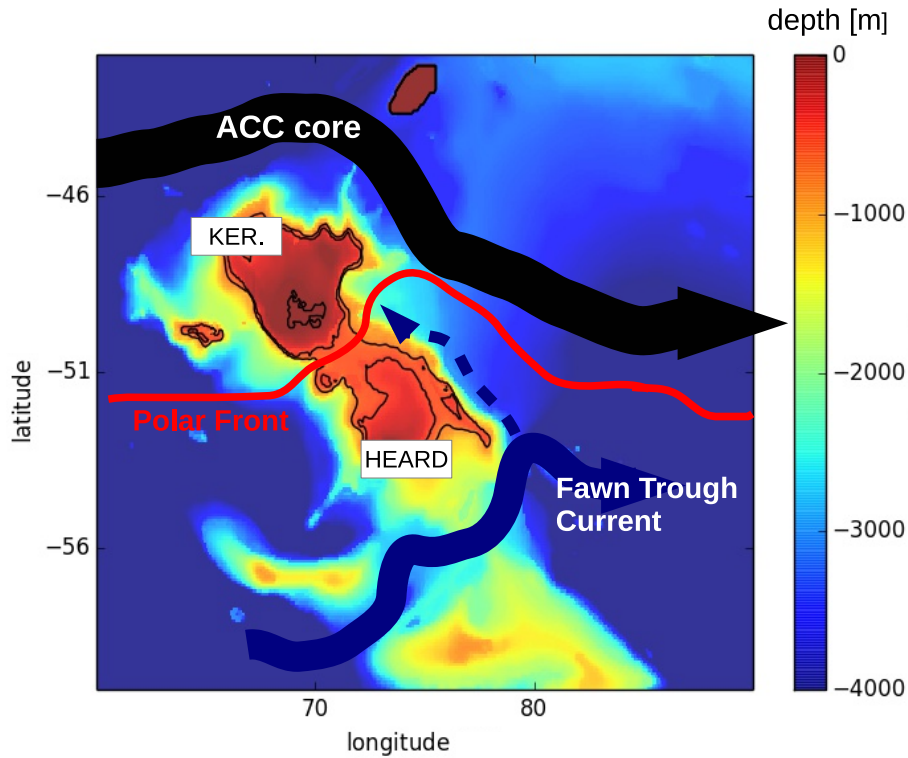 depth [m]
0
ACC core
−46
KER.
−1000
−51
−2000
latitude
Polar Front
HEARD
Fawn Trough
Current
−3000
−56
−4000
70
80
longitude